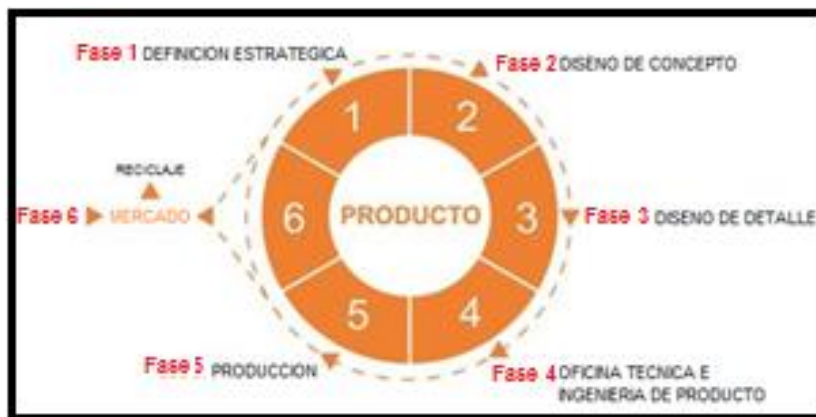 Fase 1 DEFINICION ESTRATEGICA
Fase 2 DISENO DE CONCEPTO
1
2
RECICLAJE
Fase 6 MERCADO
6
PRODUCTO
3
Fase 3 DISENO DE DETALLE
5
4
Fase 5 PRODUCCION
Fase 4 OFICINA TECNICA E
INGENIERIA DE PRODUCTO